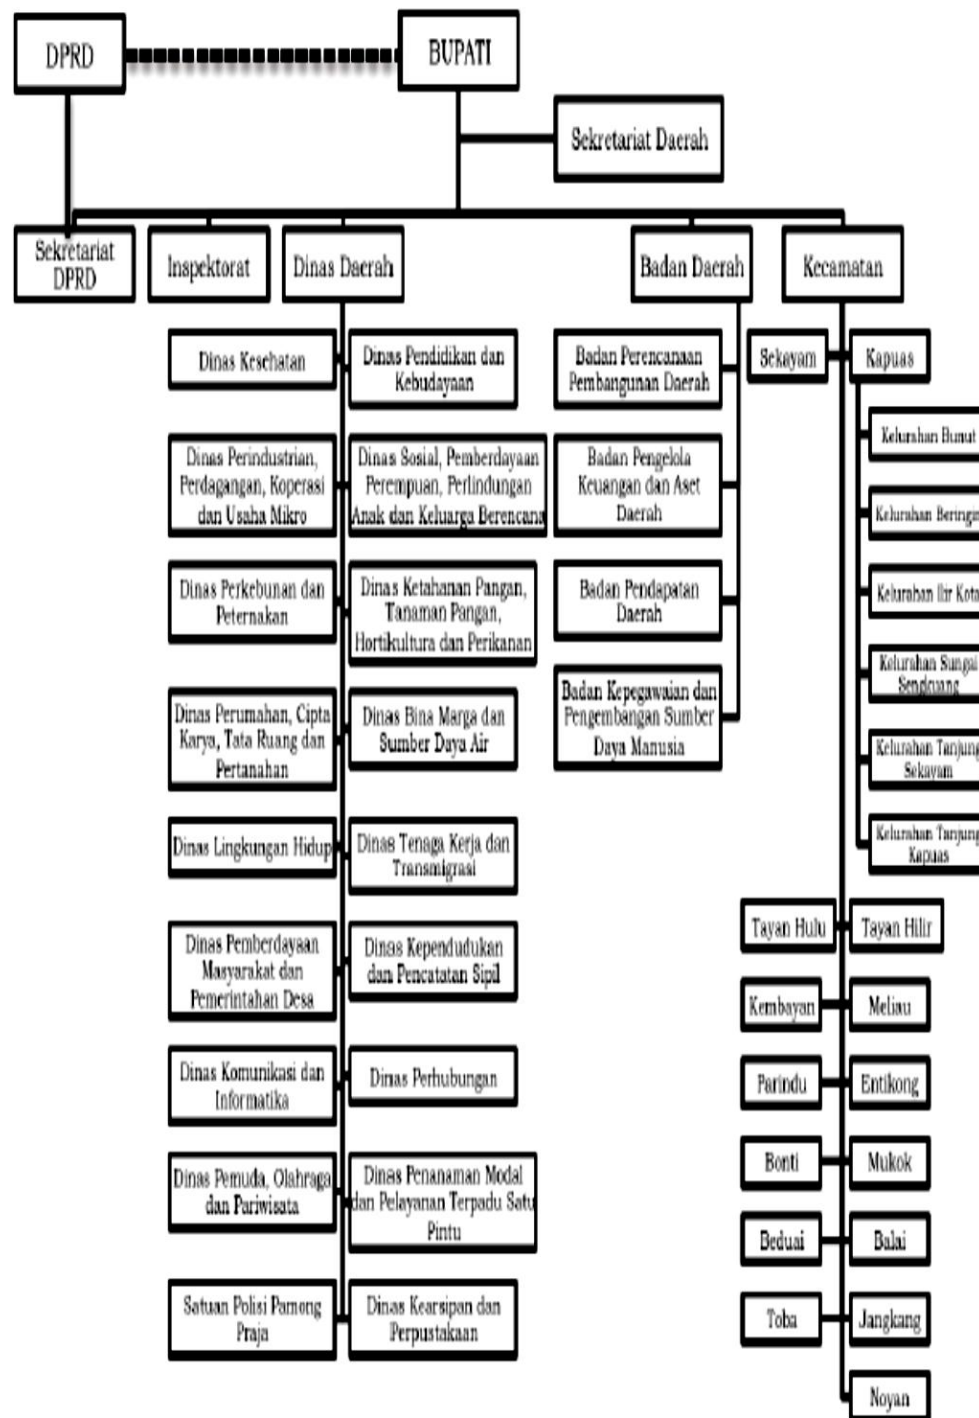 DPRD
BUPATI
Sekretariat Daerah
Sekretariat
DPRD
Inspektorat
Dinas Daerah
Badan Daerah
Kecamatan
Dinas Kesehatan
Dinas Pendidikan dan
Kebudayaan
Dinas Perindustrian,
Perdagangan, Koperasi
dan Usaha Mikro
Dinas Sosial, Pemberdayaan
Perempuan, Perlindungan
Anak dan Keluarga Berencana
Dinas Perkebunan dan
Peternakan
Dinas Ketahanan Pangan,
Tanaman Pangan,
Hortikultura dan Perikanan
Dinas Perumahan, Cipta
Karya, Tata Ruang dan
Pertanahan
Dinas Bina Marga dan
Sumber Daya Air
Dinas Lingkungan Hidup
Dinas Tenaga Kerja dan
Transmigrasi
Dinas Pemberdayaan
Masyarakat dan
Pemerintahan Desa
Dinas Kependudukan
dan Pencatatan Sipil
Dinas Komunikasi dan
Informatika
Dinas Perhubungan
Dinas Pemuda, Olahraga
dan Pariwisata
Dinas Penanaman Modal
dan Pelayanan Terpadu Satu
Pintu
Satuan Polisi Pamong
Praja
Dinas Kearsipan dan
Perpustakaan
Badan Perencanaan
Pembangunan Daerah
Badan Pengelola
Keuangan dan Aset
Daerah
Badan Pendapatan
Daerah
Badan Kepegawaian dan
Pengembangan Sumber
Daya Manusia
Sekayam
Kapuas
Kelurahan Bunut
Kelurahan Beringin
Kelurahan Ilir Kota
Kelurahan Sungai
Sengkuang
Kelurahan Tanjung
Sekayam
Kelurahan Tanjung
Kapuas
Tayan Hulu
Tayan Hilir
Kembayan
Meliau
Parindu
Entikong
Bonti
Mukok
Beduai
Balai
Toba
Jangkang
Noyan